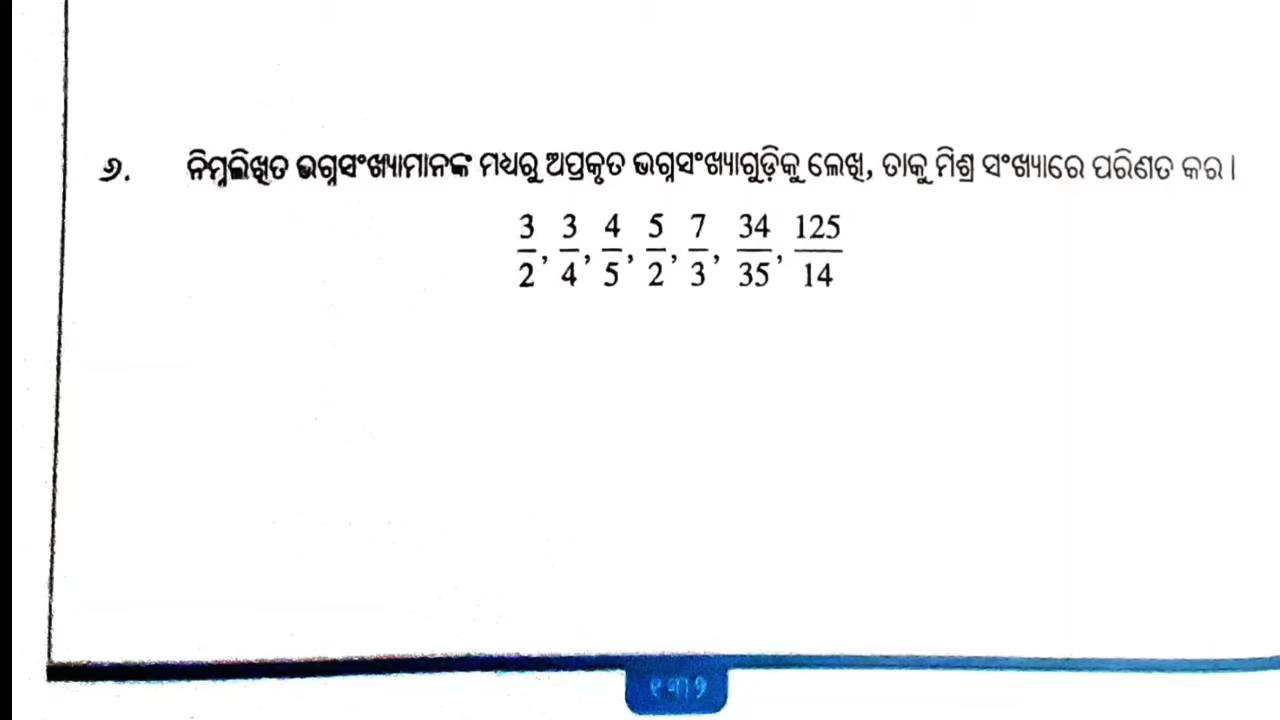 ୬. ନିମ୍ନଲିଖିତ ଭଗ୍ନସଂଖ୍ୟାମାନଙ୍କ ମଧ୍ୟରୁ ଅପ୍ରକୃତ ଭଗ୍ନସଂଖ୍ୟାଗୁଡ଼ିକୁ ଲେଖି, ତାକୁ ମିଶ୍ର ସଂଖ୍ୟାରେ ପରିଣତ କର।
3/2, 3/4, 4/5, 5/2, 7/3, 34/35, 125/14